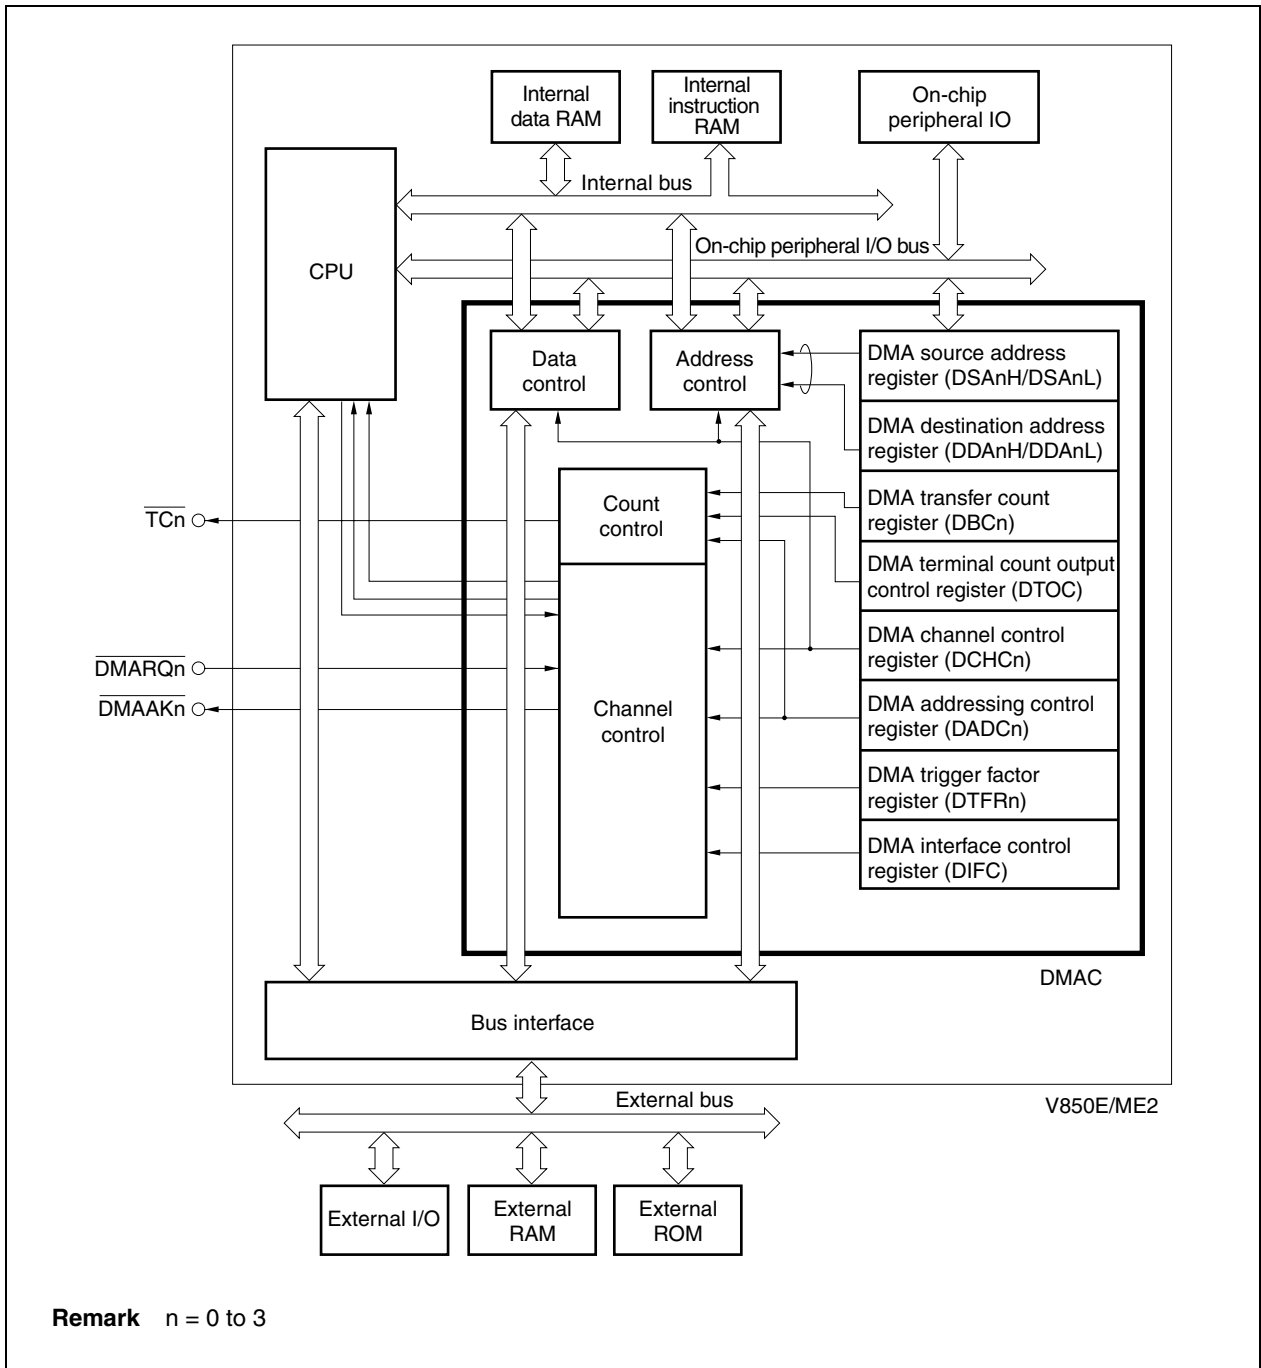 Internal
data RAM
Internal
instruction
RAM
On-chip
peripheral IO
Internal bus
CPU
On-chip peripheral I/O bus
Data
control
Address
control
DMA source address
register (DSAnH/DSAnL)
DMA destination address
register (DDAnH/DDAnL)
Count
control
DMA transfer count
register (DBCn)
TCn
DMA terminal count output
control register (DTOC)
DMA channel control
register (DCHCn)
DMARQn
DMAAKn
Channel
control
DMA addressing control
register (DADCn)
DMA trigger factor
register (DTFRn)
DMA interface control
register (DIFC)
DMAC
Bus interface
External bus
V850E/ME2
External I/O
External
RAM
External
ROM
Remark n = 0 to 3